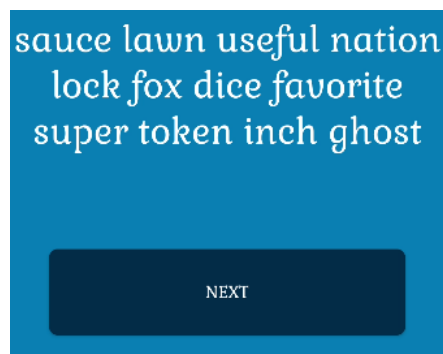 sauce lawn useful nation
lock fox dice favorite
super token inch ghost
NEXT